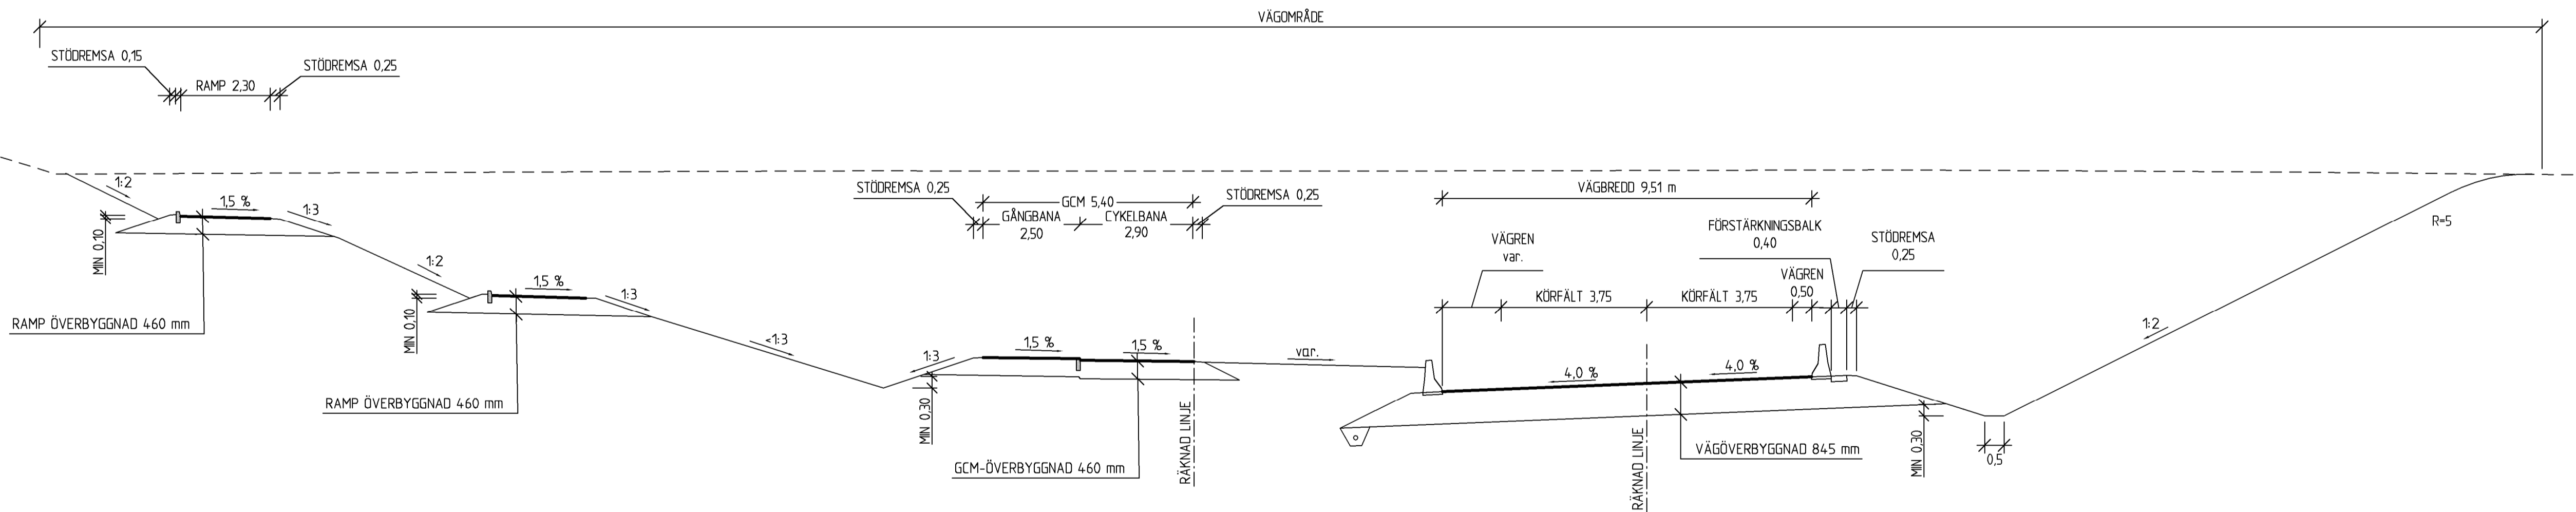 VÄGOMRÅDE
STÖDREMSA 0,15
STÖDREMSA 0,25
RAMP 2,30
1:2
1,5 %
1:3
MIN 0,10
RAMP ÖVERBYGGNAD 460 mm
1:2
1,5 %
1:3
MIN 0,10
RAMP ÖVERBYGGNAD 460 mm
<1:3
STÖDREMSA 0,25
GCM 5,40
STÖDREMSA 0,25
GÅNGBANA
2,50
CYKELBANA
2,90
1:3
1,5 %
1,5 %
var.
MIN 0,30
GCM-ÖVERBYGGNAD 460 mm
RÄKNAD LINJE
VÄGBREDD 9,51 m
VÄGREN
var.
FÖRSTÄRKNINGSBALK
0,40
STÖDREMSA
0,25
VÄGREN
0,50
KÖRFÄLT 3,75
KÖRFÄLT 3,75
4,0 %
4,0 %
RÄKNAD LINJE
VÄGÖVERBYGGNAD 845 mm
MIN 0,30
0,5
1:2
R=5